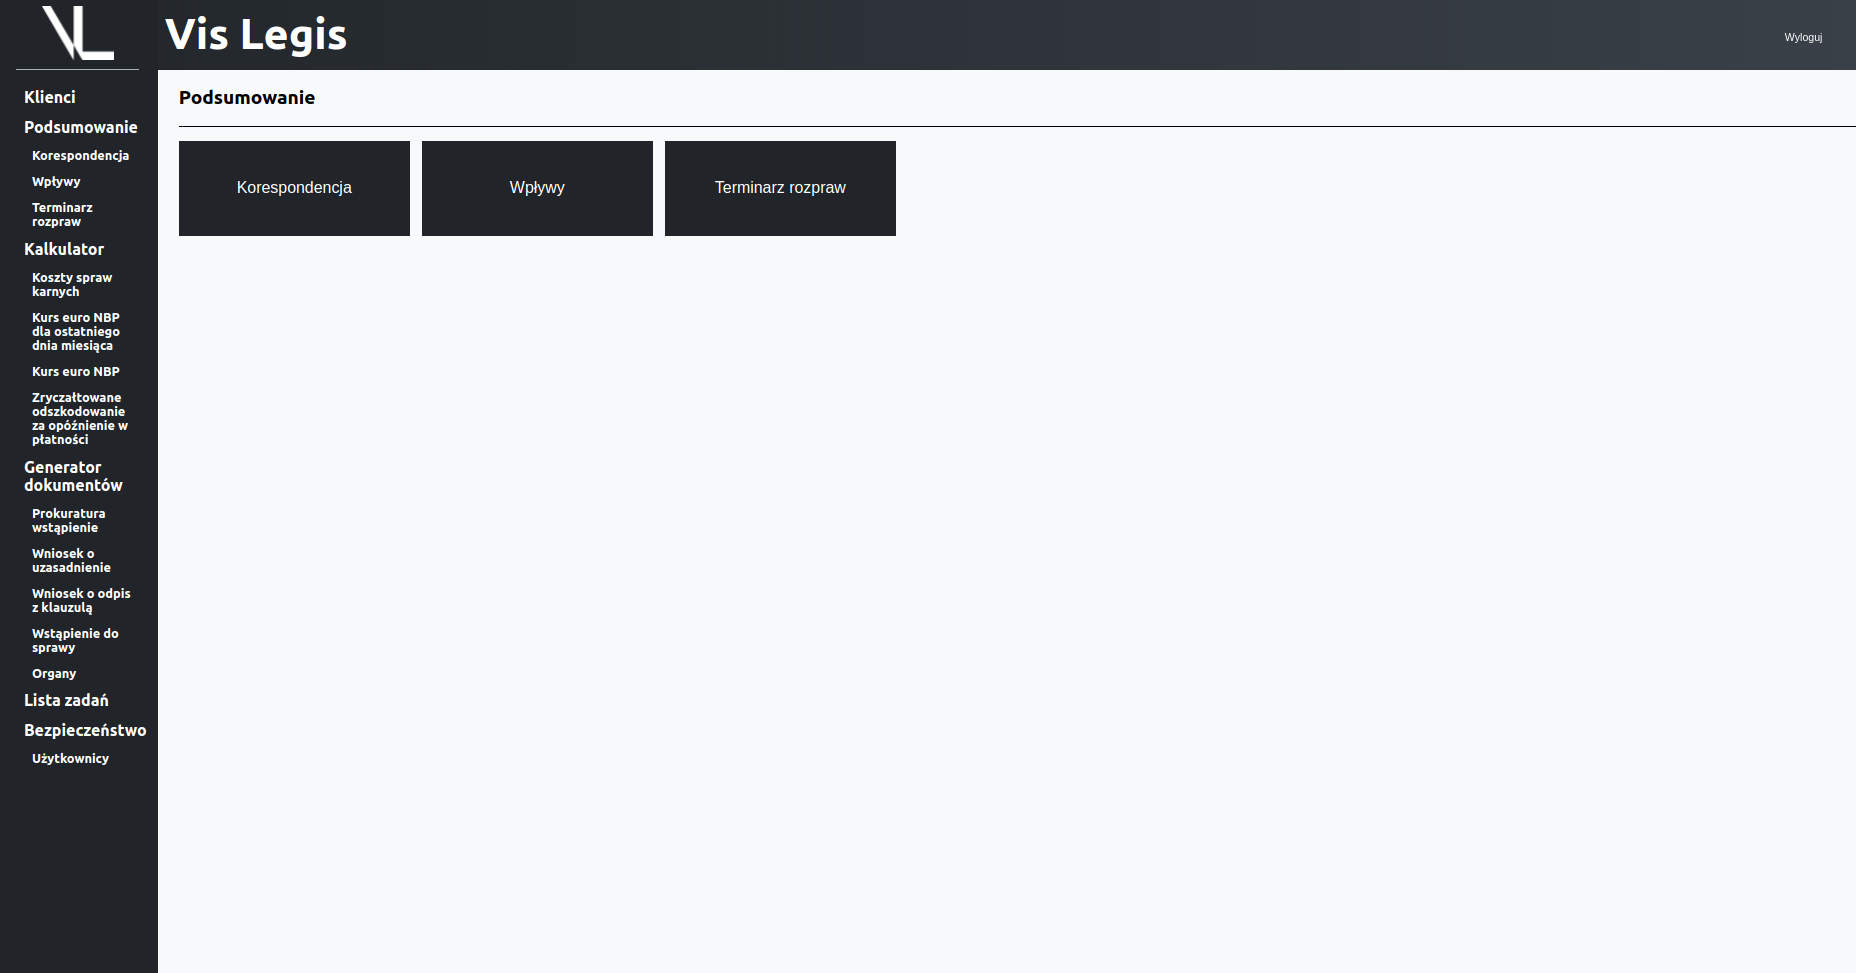 VL
Vis Legis
Wyloguj
Klienci
Podsumowanie
Korespondencja
Wpływy
Terminarz
rozpraw
Kalkulator
Koszty spraw
karnych
Kurs euro NBP
dla ostatniego
dnia miesiąca
Kurs euro NBP
Zryczałtowane
odszkodowanie
za opóźnienie w
płatności
Generator
dokumentów
Prokuratura
wstąpienie
Wniosek o
uzasadnienie
Wniosek o odpis
z klauzulą
Wstąpienie do
sprawy
Organy
Lista zadań
Bezpieczeństwo
Użytkownicy
Podsumowanie
Korespondencja
Wpływy
Terminarz rozpraw